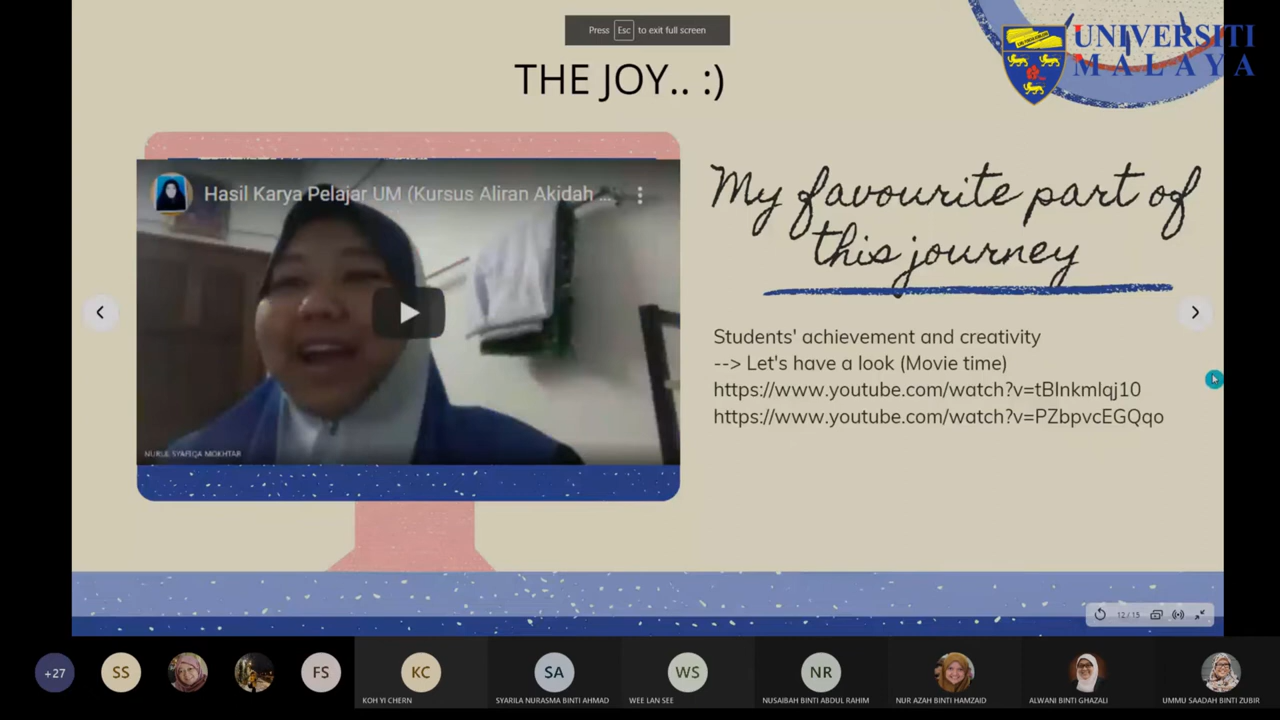 Press Esc to exit full screen
UNIVERSITI
MALAYA
THE JOY.. :)
Hasil Karya Pelajar UM (Kursus Aliran Akidah ...
NURUL SYAFIQA MOKHTAR
My favourite part of
this journey
Students' achievement and creativity
--> Let's have a look (Movie time)
https://www.youtube.com/watch?v=tBlnkmlqj10
https://www.youtube.com/watch?v=PZbpvcEGQqo
12 / 15
+27
SS
FS
KC
SA
WS
NR
KOH YI CHERN
SYARILA NURASMA BINTI AHMAD
WEE LAN SEE
NUSAIBAH BINTI ABDUL RAHIM
NUR AZAH BINTI HAMZAID
ALWANI BINTI GHAZALI
UMMU SAADAH BINTI ZUBIR